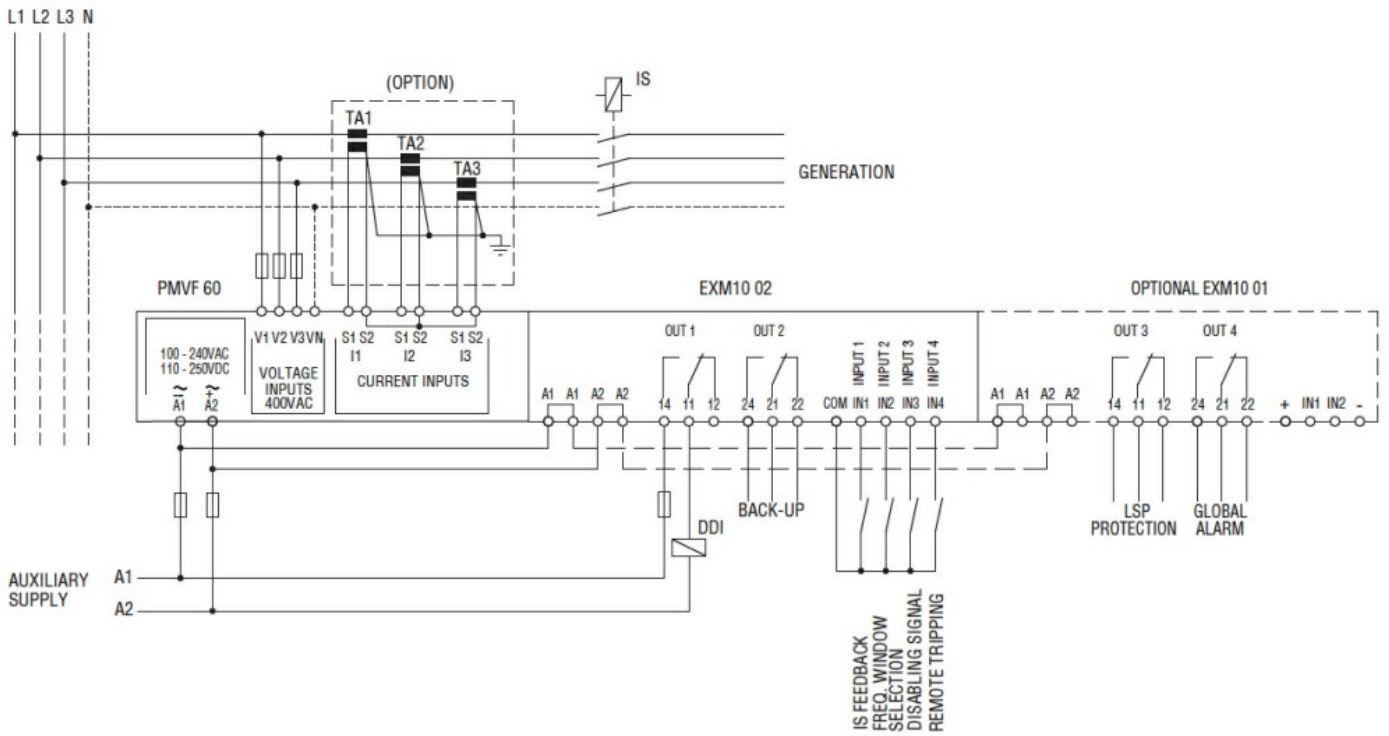 L1 L2 L3 N
(OPTION)
IS
TA1
TA2
TA3
GENERATION
PMVF 60
EXM10 02
OPTIONAL EXM10 01
100 - 240VAC
110 - 250VDC
~ ~
- +
A1 A2
V1 V2 V3 VN
VOLTAGE
INPUTS
400VAC
S1 S2 S1 S2 S1 S2
I1 I2 I3
CURRENT INPUTS
A1 A1 A2 A2
OUT 1
14 11 12
OUT 2
24 21 22
INPUT 1
INPUT 2
INPUT 3
INPUT 4
COM IN1 IN2 IN3 IN4
A1 A1 A2 A2
OUT 3
14 11 12
OUT 4
24 21 22
+ IN1 IN2 -
BACK-UP
LSP
PROTECTION
GLOBAL
ALARM
DDI
AUXILIARY
SUPPLY
A1
A2
IS FEEDBACK
FREQ. WINDOW
SELECTION
DISABLING SIGNAL
REMOTE TRIPPING